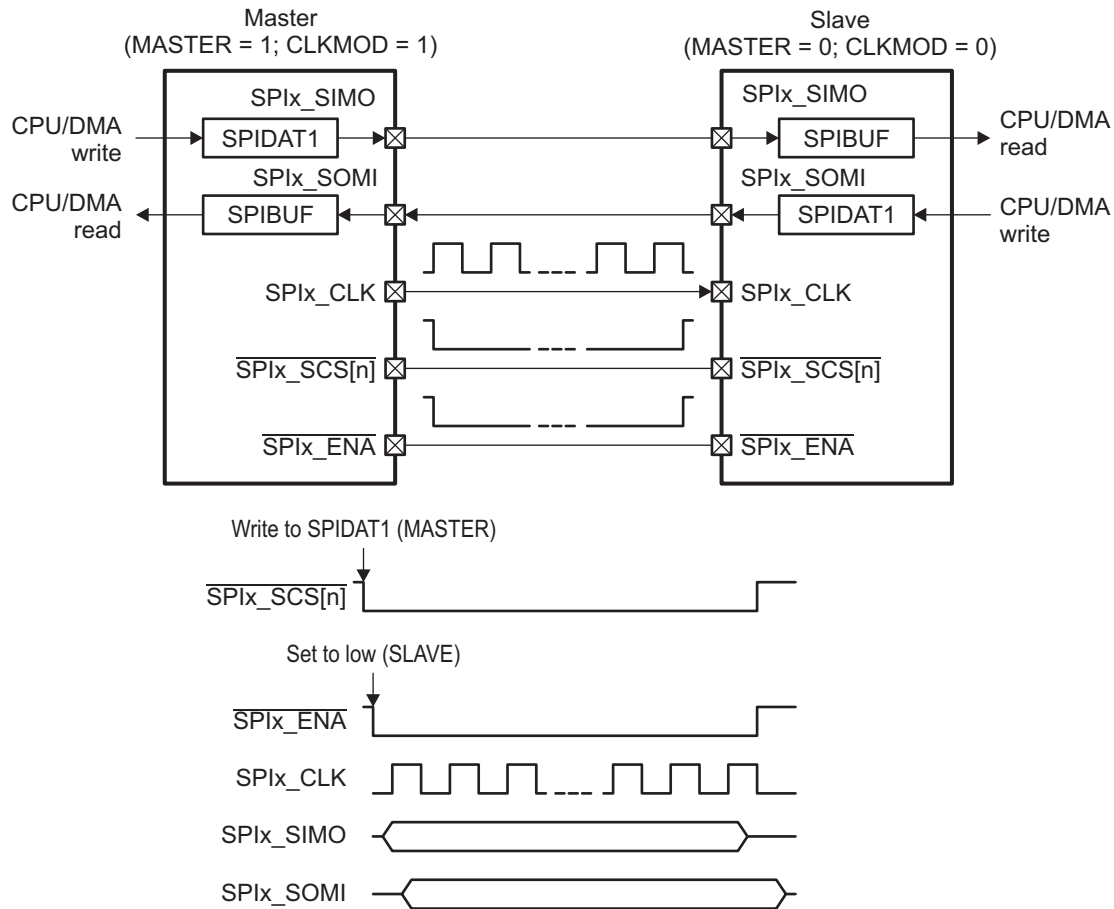 Master
(MASTER = 1; CLKMOD = 1)
Slave
(MASTER = 0; CLKMOD = 0)
SPIx_SIMO
SPIx_SIMO
CPU/DMA
write
SPIDAT1
SPIBUF
CPU/DMA
read
SPIx_SOMI
SPIx_SOMI
CPU/DMA
read
SPIBUF
SPIDAT1
CPU/DMA
write
SPIx_CLK
SPIx_CLK
SPIx_SCS[n]
SPIx_SCS[n]
SPIx_ENA
SPIx_ENA
Write to SPIDAT1 (MASTER)
SPIx_SCS[n]
Set to low (SLAVE)
SPIx_ENA
SPIx_CLK
SPIx_SIMO
SPIx_SOMI